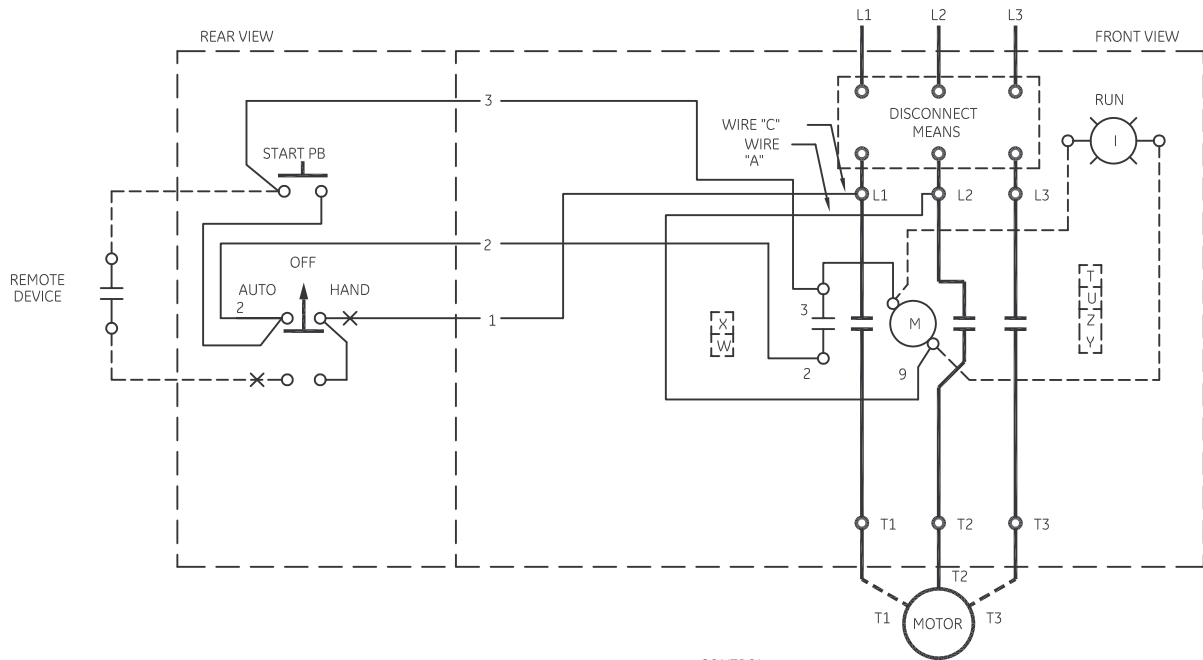 L1
L2
L3
REAR VIEW
FRONT VIEW
3
RUN
DISCONNECT
MEANS
WIRE "C"
WIRE
"A"
I
START PB
L1
L2
L3
2
OFF
REMOTE
DEVICE
AUTO
2
HAND
1
T
U
Z
Y
X
W
3
M
2
9
T1
T2
T3
T2
T1
MOTOR
T3